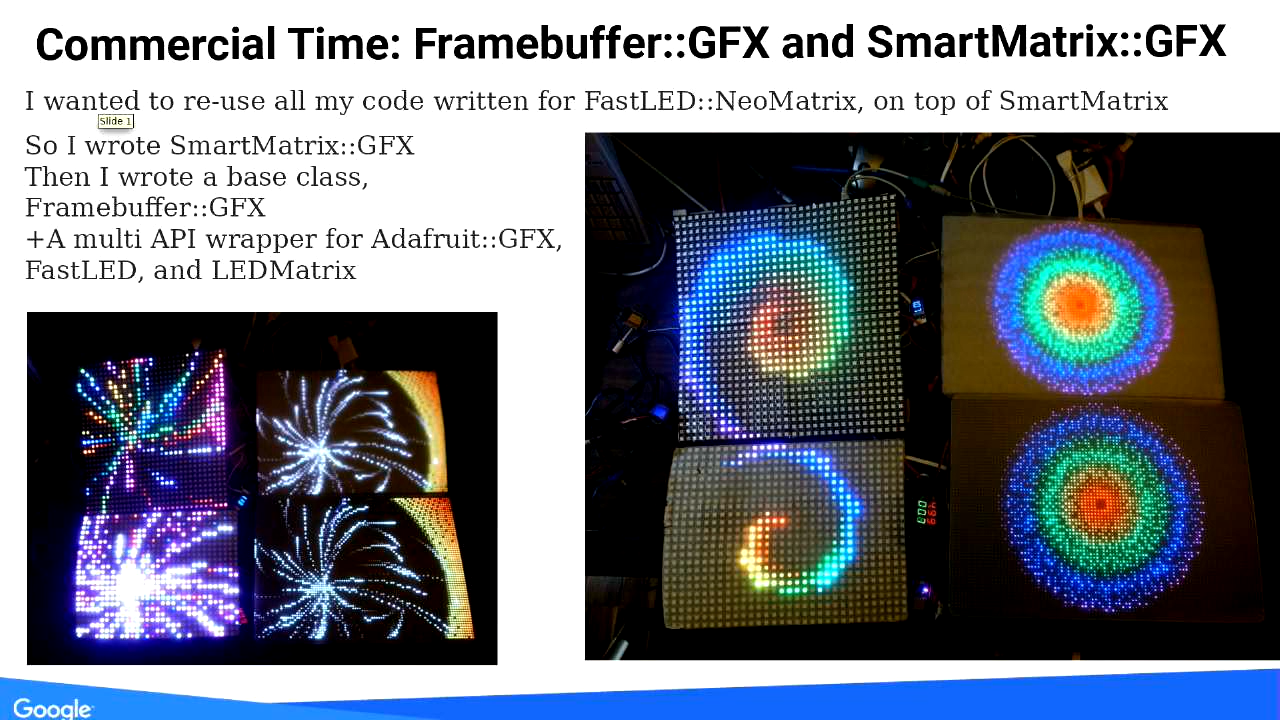 Commercial Time: Framebuffer::GFX and SmartMatrix::GFX
I wanted to re-use all my code written for FastLED::NeoMatrix, on top of SmartMatrix
Slide 1
So I wrote SmartMatrix::GFX
Then I wrote a base class,
Framebuffer::GFX
+A multi API wrapper for Adafruit::GFX,
FastLED, and LEDMatrix
Google